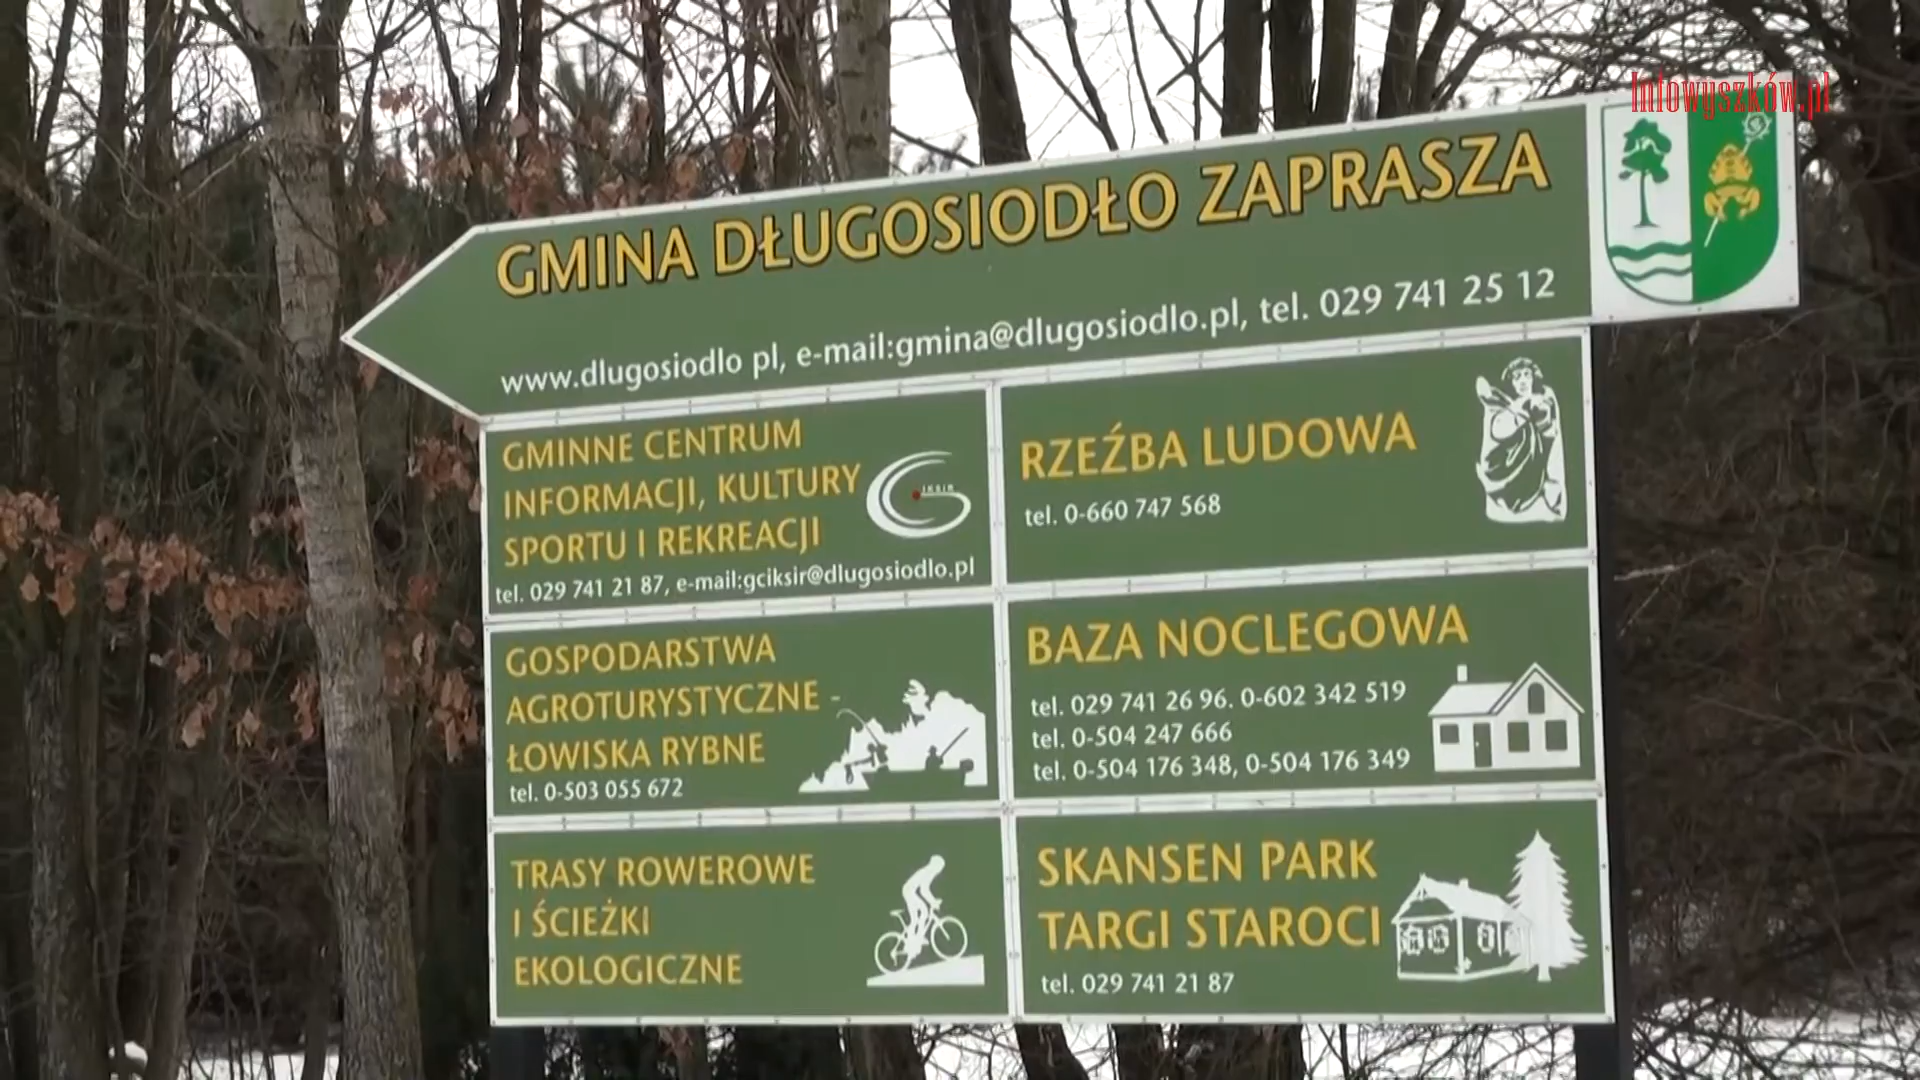 Infowyszków.pl
GMINA DŁUGOSIODŁO ZAPRASZA
www.dlugosiodlo pl, e-mail:gmina@dlugosiodlo.pl, tel. 029 741 25 12
GMINNE CENTRUM
INFORMACJI, KULTURY
SPORTU I REKREACJI
GCIKSIR
tel. 029 741 21 87, e-mail:gciksir@dlugosiodlo.pl
RZEŹBA LUDOWA
tel. 0-660 747 568
GOSPODARSTWA
AGROTURYSTYCZNE -
ŁOWISKA RYBNE
tel. 0-503 055 672
BAZA NOCLEGOWA
tel. 029 741 26 96. 0-602 342 519
tel. 0-504 247 666
tel. 0-504 176 348, 0-504 176 349
TRASY ROWEROWE
I ŚCIEŻKI
EKOLOGICZNE
SKANSEN PARK
TARGI STAROCI
tel. 029 741 21 87